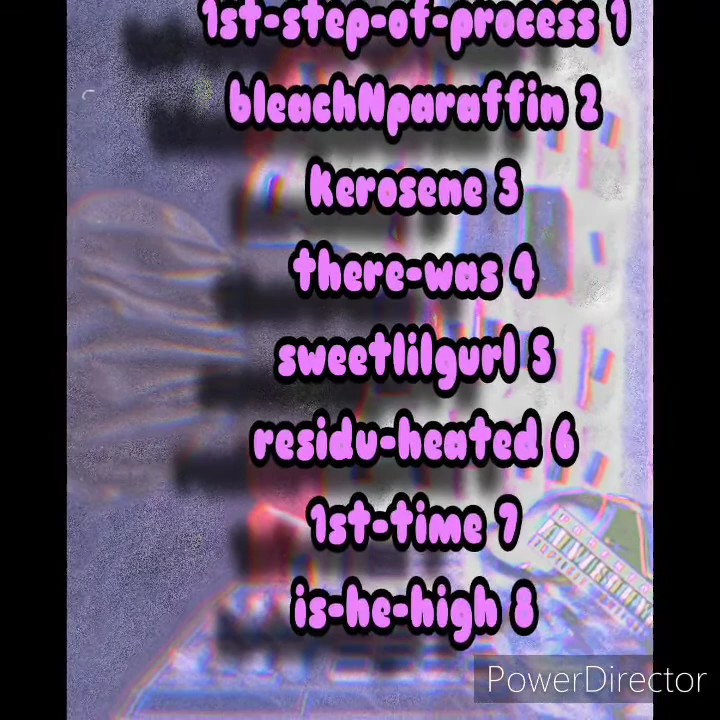 1st-step-of-process 1
bleachNparaffin 2
kerosene 3
there-was 4
sweetlilgurl 5
residu-heated 6
1st-time 7
is-he-high 8
PowerDirector